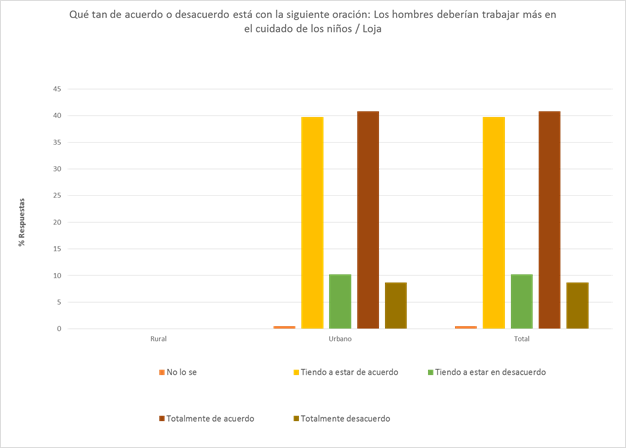 Qué tan de acuerdo o desacuerdo está con la siguiente oración: Los hombres deberían trabajar más en
el cuidado de los niños / Loja
45
40
35
30
25
20
15
10
5
0
% Respuestas
Rural Urbano Total
No lo se Tiendo a estar de acuerdo Tiendo a estar en desacuerdo
Totalmente de acuerdo Totalmente desacuerdo